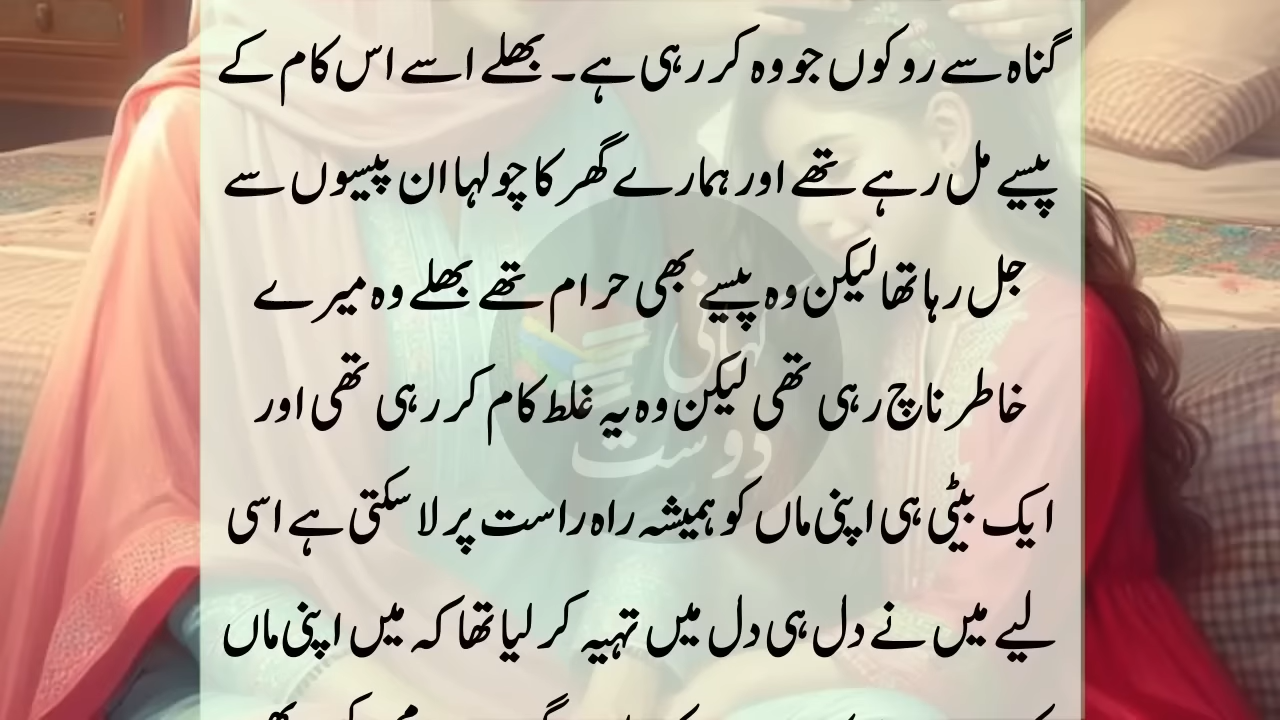 گناہ سے روکوں جو وہ کر رہی ہے۔ بھلے اسے اس کام کے
پیسے مل رہے تھے اور ہمارے گھر کا چولہا ان پیسوں سے
جل رہا تھا لیکن وہ پیسے بھی حرام تھے بھلے وہ میرے
خاطر ناچ رہی تھی لیکن وہ یہ غلط کام کر رہی تھی اور
ایک بیٹی ہی اپنی ماں کو ہمیشہ راہ راست پر لا سکتی ہے اسی
لیے میں نے دل ہی دل میں تہیہ کر لیا تھا کہ میں اپنی ماں
کہانی
دوست